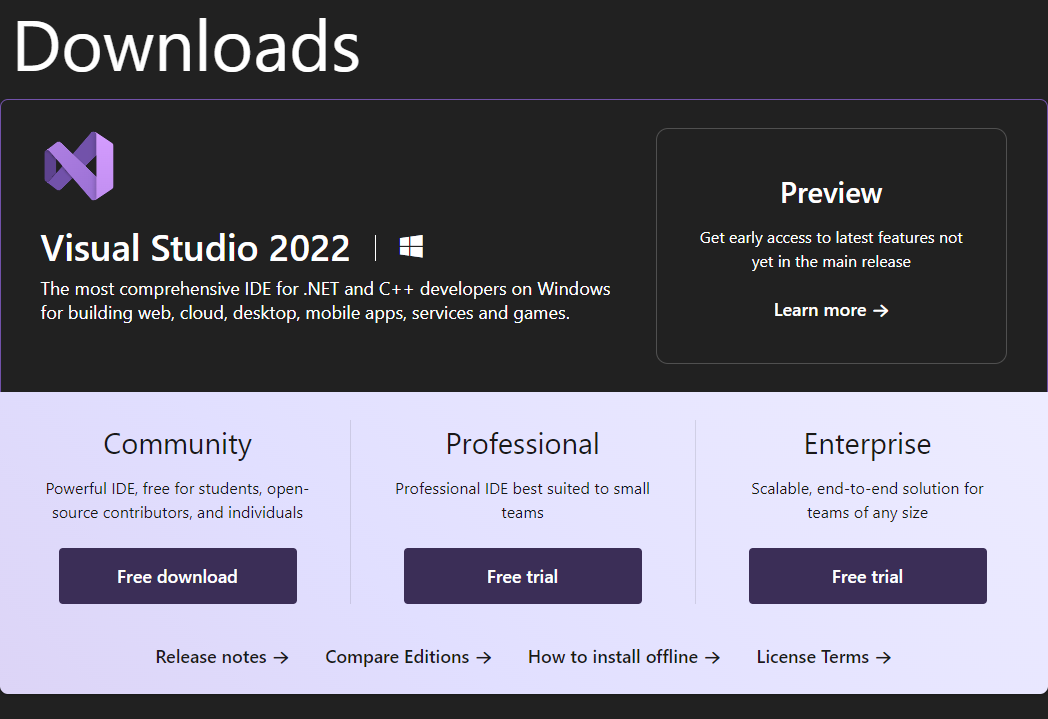 Downloads
Visual Studio 2022
The most comprehensive IDE for .NET and C++ developers on Windows
for building web, cloud, desktop, mobile apps, services and games.
Preview
Get early access to latest features not
yet in the main release
Learn more →
Community
Powerful IDE, free for students, open-
source contributors, and individuals
Free download
Professional
Professional IDE best suited to small
teams
Free trial
Enterprise
Scalable, end-to-end solution for
teams of any size
Free trial
Release notes → Compare Editions → How to install offline → License Terms →